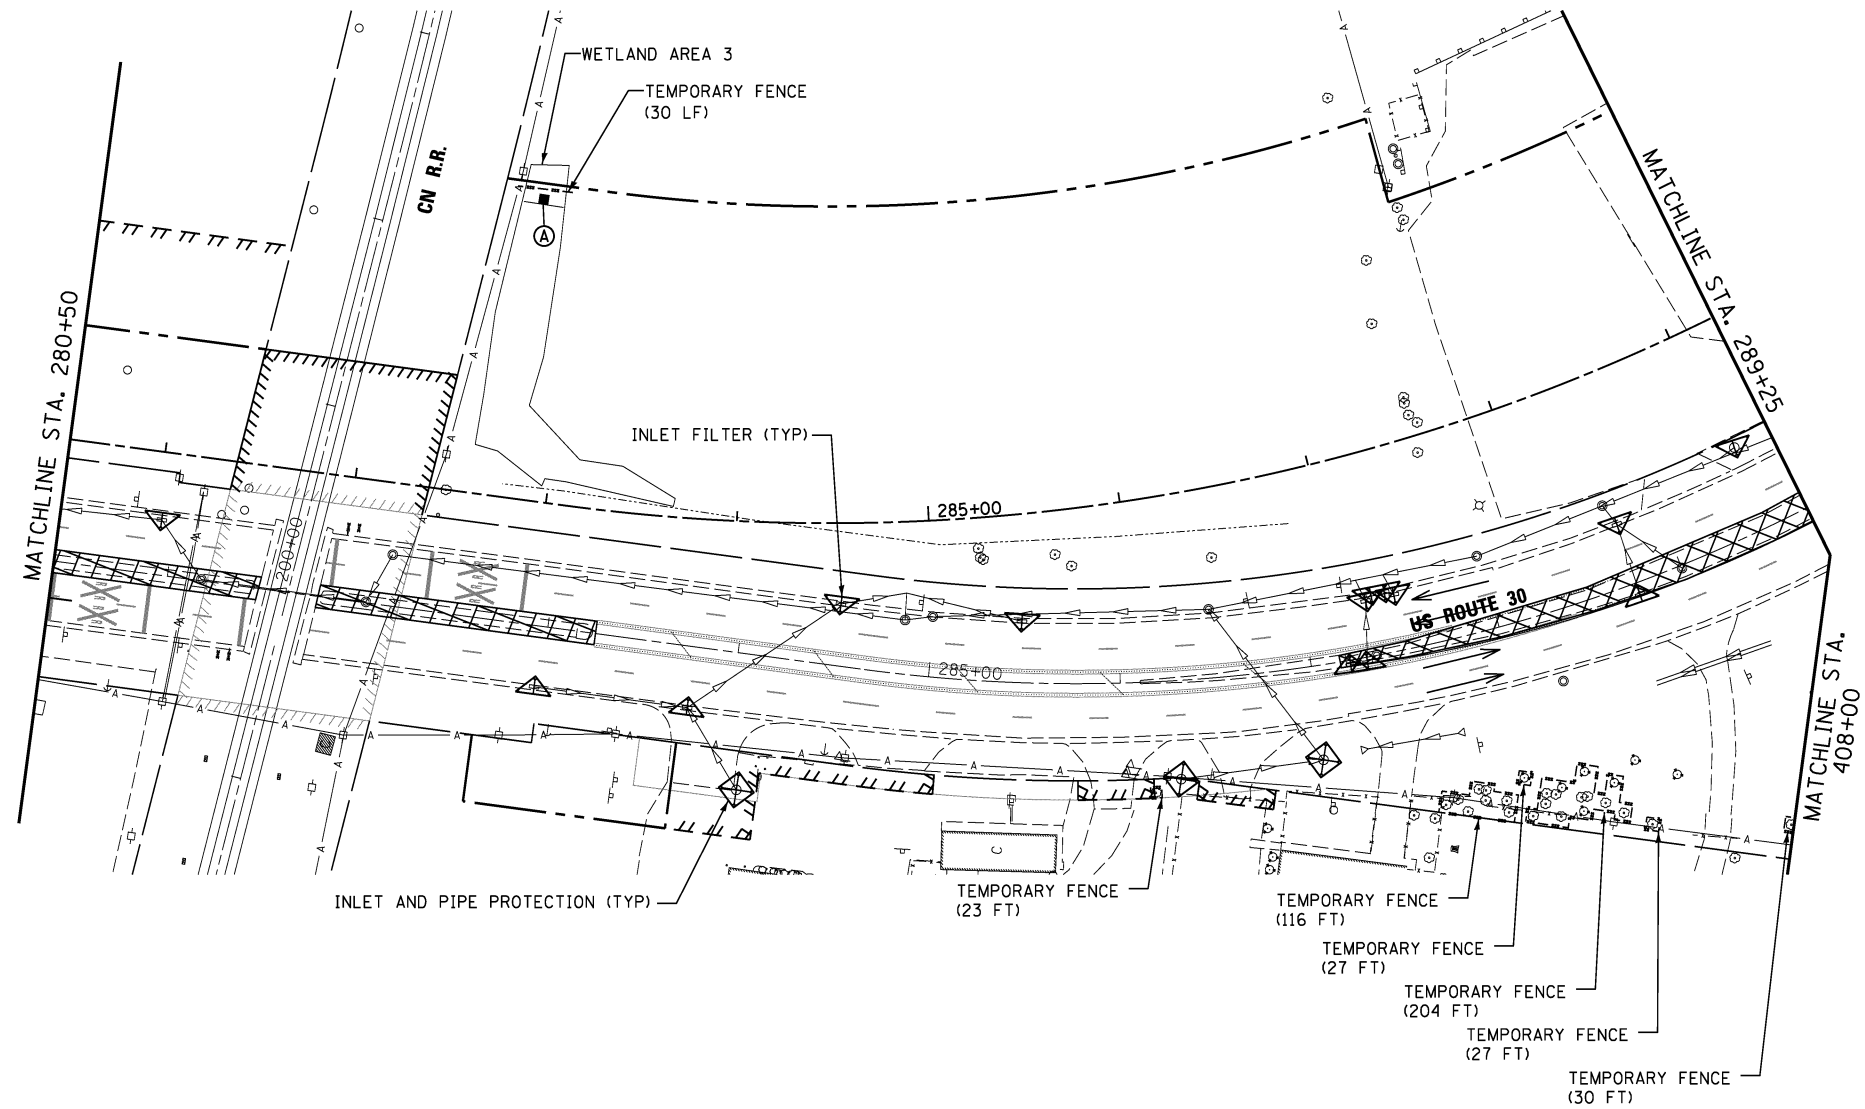 WETLAND AREA 3
TEMPORARY FENCE
(30 LF)
CN R.R.
A
MATCHLINE STA. 280+50
MATCHLINE STA. 289+25
INLET FILTER (TYP)
285+00
200+00
US ROUTE 30
285+00
MATCHLINE STA.
408+00
C
INLET AND PIPE PROTECTION (TYP)
TEMPORARY FENCE
(23 FT)
TEMPORARY FENCE
(116 FT)
TEMPORARY FENCE
(27 FT)
TEMPORARY FENCE
(204 FT)
TEMPORARY FENCE
(27 FT)
TEMPORARY FENCE
(30 FT)